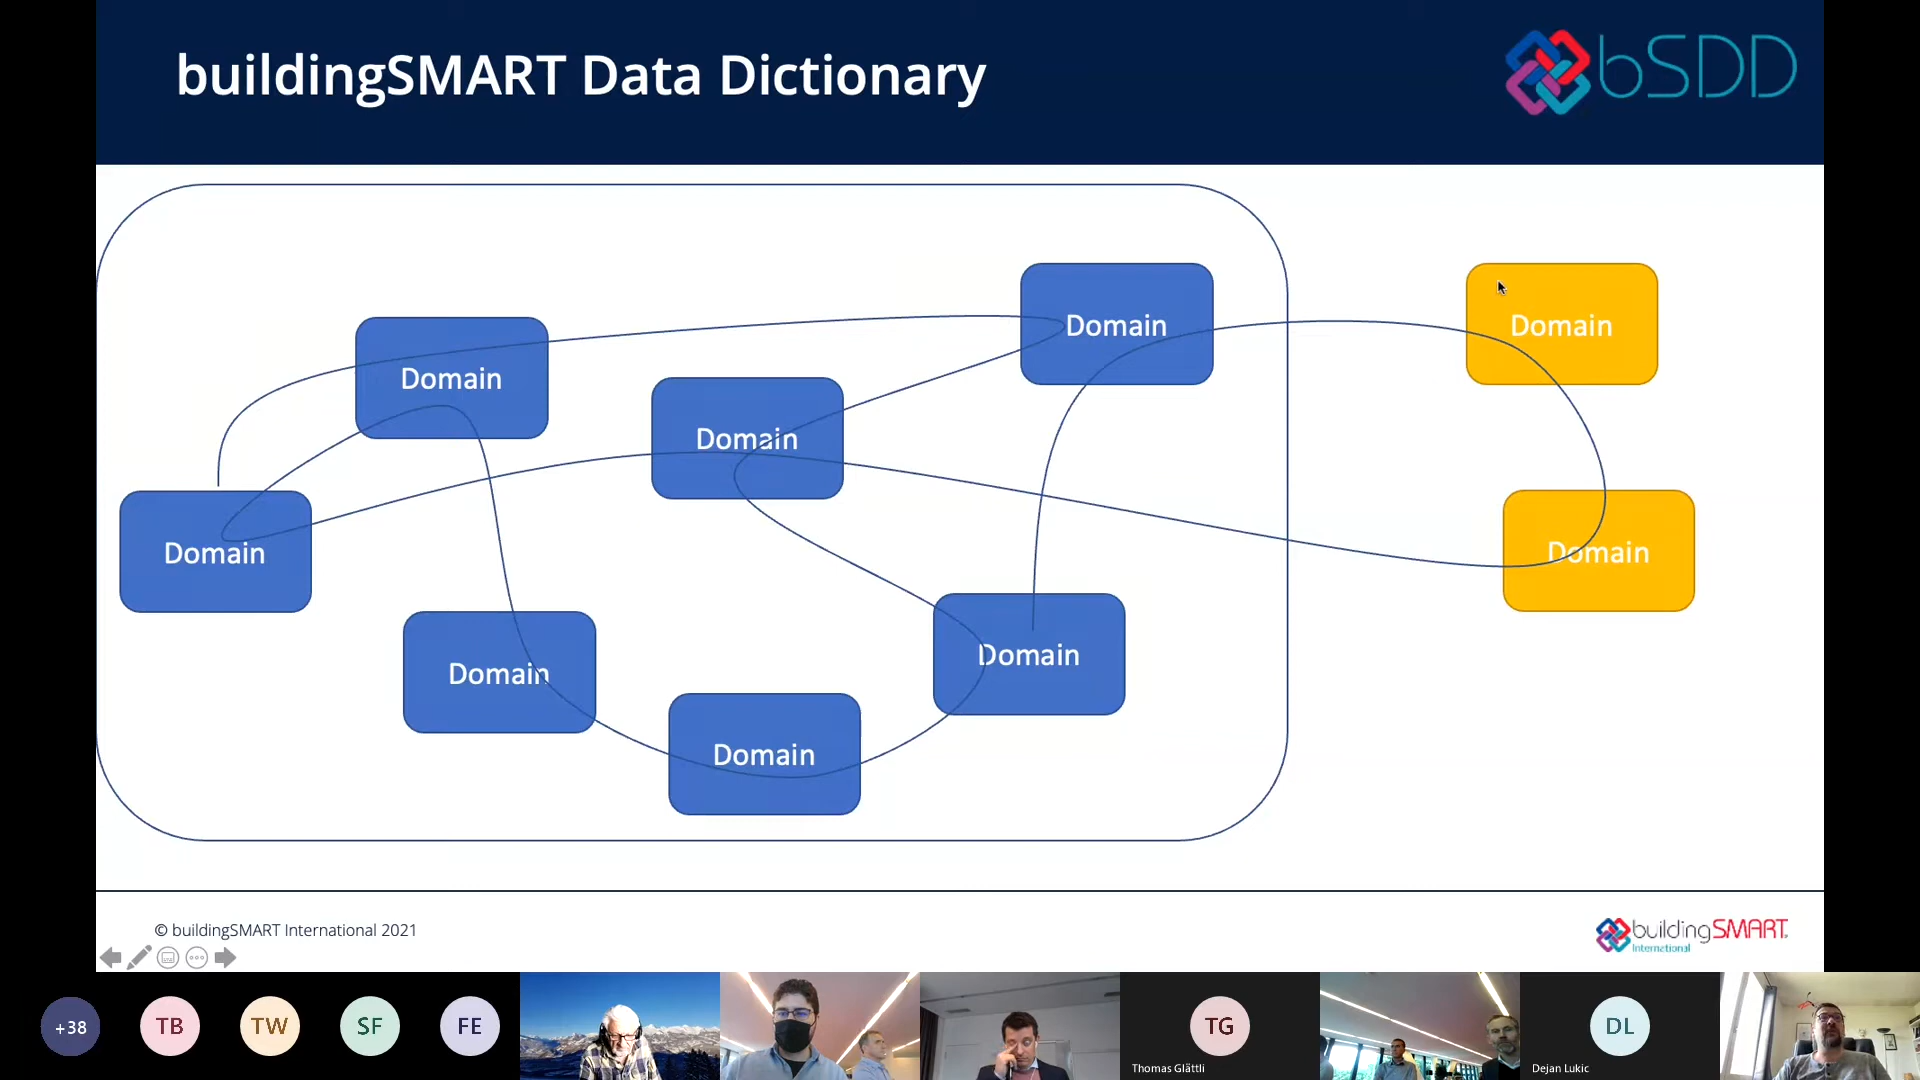 buildingSMART Data Dictionary
bSDD
Domain
Domain
Domain
Domain
Domain
Domain
Domain
Domain
Domain
© buildingSMART International 2021
buildingSMART
International
+38
TB
TW
SF
FE
TG
Thomas Glättli
DL
Dejan Lukic